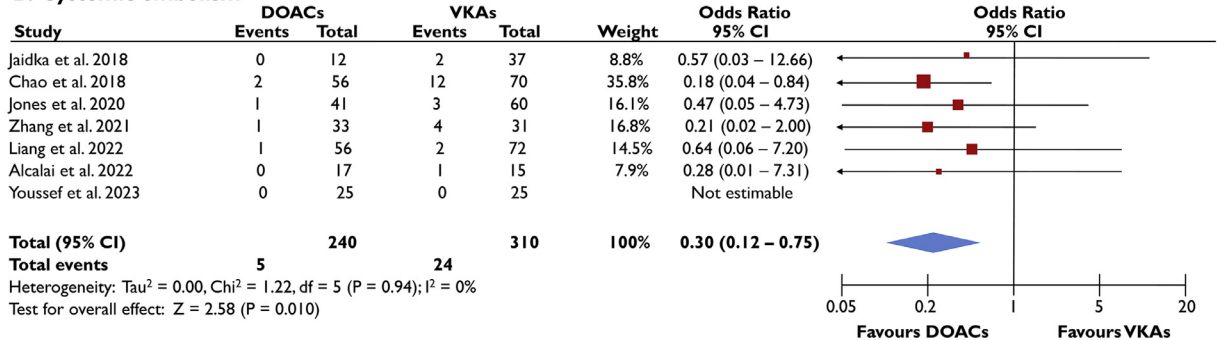 DOACs VKAs Odds Ratio Odds Ratio
Study Events Total Events Total Weight 95% CI 95% CI
Jaidka et al. 2018 0 12 2 37 8.8% 0.57 (0.03 – 12.66)
Chao et al. 2018 2 56 12 70 35.8% 0.18 (0.04 – 0.84)
Jones et al. 2020 1 41 3 60 16.1% 0.47 (0.05 – 4.73)
Zhang et al. 2021 1 33 4 31 16.8% 0.21 (0.02 – 2.00)
Liang et al. 2022 1 56 2 72 14.5% 0.64 (0.06 – 7.20)
Alcalai et al. 2022 0 17 1 15 7.9% 0.28 (0.01 – 7.31)
Youssef et al. 2023 0 25 0 25 Not estimable
Total (95% CI) 240 310 100% 0.30 (0.12 – 0.75)
Total events 5 24
Heterogeneity: Tau² = 0.00, Chi² = 1.22, df = 5 (P = 0.94); I² = 0%
Test for overall effect: Z = 2.58 (P = 0.010)
0.05 0.2 1 5 20
Favours DOACs Favours VKAs